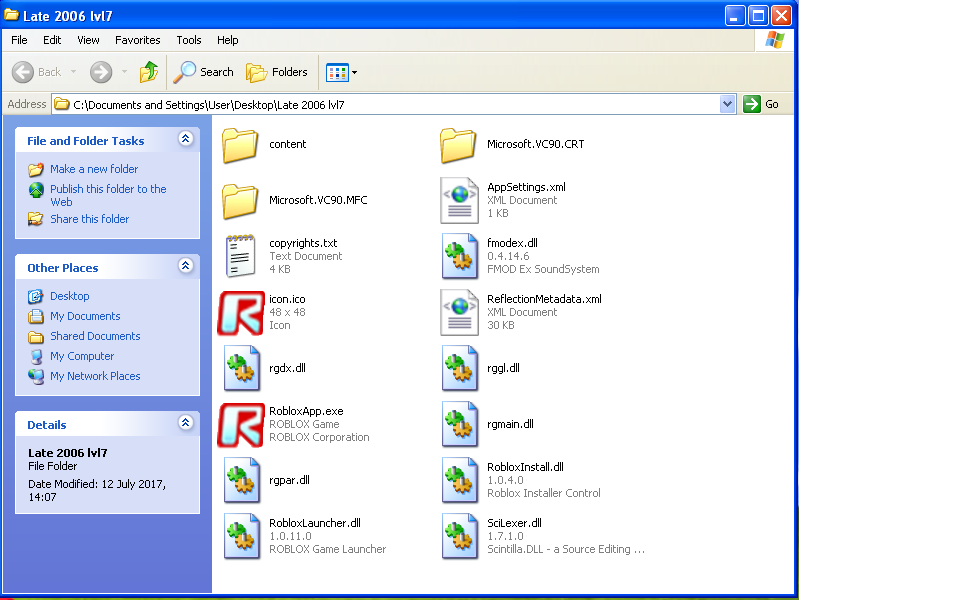 Late 2006 lvl7
File Edit View Favorites Tools Help
Back Search Folders
Address C:\Documents and Settings\User\Desktop\Late 2006 lvl7 Go
File and Folder Tasks
Make a new folder
Publish this folder to the
Web
Share this folder
Other Places
Desktop
My Documents
Shared Documents
My Computer
My Network Places
Details
Late 2006 lvl7
File Folder
Date Modified: 12 July 2017,
14:07
content
Microsoft.VC90.CRT
Microsoft.VC90.MFC
AppSettings.xml
XML Document
1 KB
copyrights.txt
Text Document
4 KB
fmodex.dll
0.4.14.6
FMOD Ex SoundSystem
icon.ico
48 x 48
Icon
ReflectionMetadata.xml
XML Document
30 KB
rgdx.dll
rggl.dll
RobloxApp.exe
ROBLOX Game
ROBLOX Corporation
rgmain.dll
rgpar.dll
RobloxInstall.dll
1.0.4.0
Roblox Installer Control
RobloxLauncher.dll
1.0.11.0
ROBLOX Game Launcher
SciLexer.dll
1.7.1.0
Scintilla.DLL - a Source Editing ...